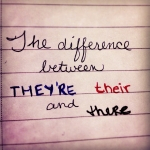 The difference
between
THEY'RE their
and there